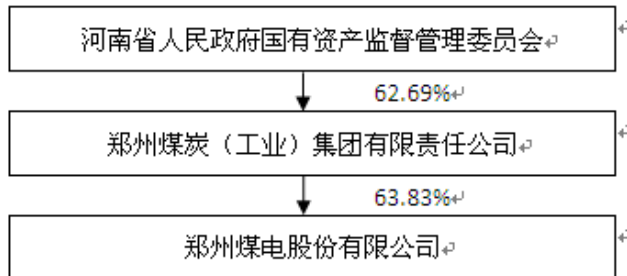 河南省人民政府国有资产监督管理委员会
62.69%
郑州煤炭（工业）集团有限责任公司
63.83%
郑州煤电股份有限公司